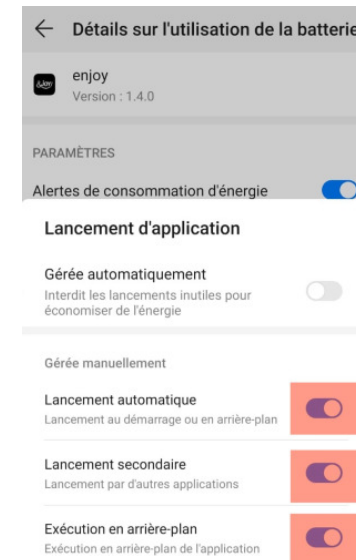 Détails sur l'utilisation de la batterie
enjoy
Version : 1.4.0
PARAMÈTRES
Alertes de consommation d'énergie
Lancement d'application
Gérée automatiquement
Interdit les lancements inutiles pour
économiser de l'énergie
Gérée manuellement
Lancement automatique
Lancement au démarrage ou en arrière-plan
Lancement secondaire
Lancement par d'autres applications
Exécution en arrière-plan
Exécution en arrière-plan de l'application